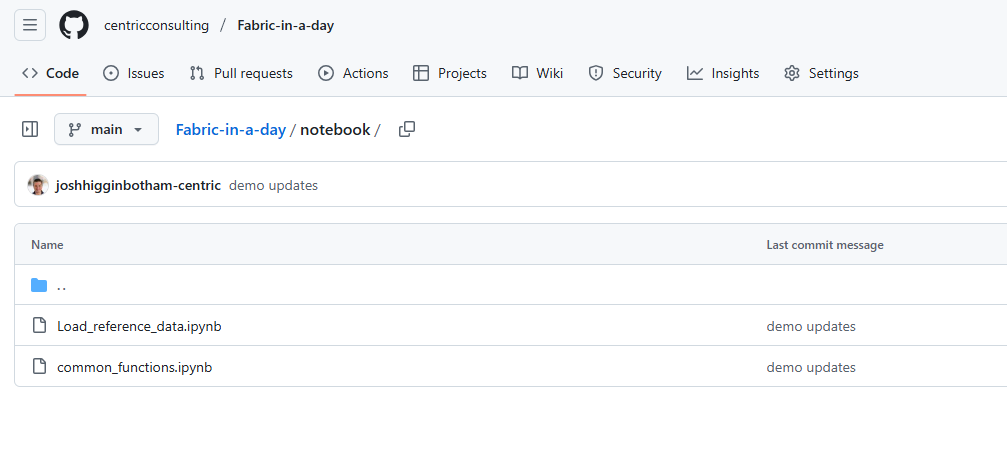 centricconsulting / Fabric-in-a-day
Code Issues Pull requests Actions Projects Wiki Security Insights Settings
main Fabric-in-a-day / notebook /
joshhigginbotham-centric demo updates
Name Last commit message
..
Load_reference_data.ipynb demo updates
common_functions.ipynb demo updates